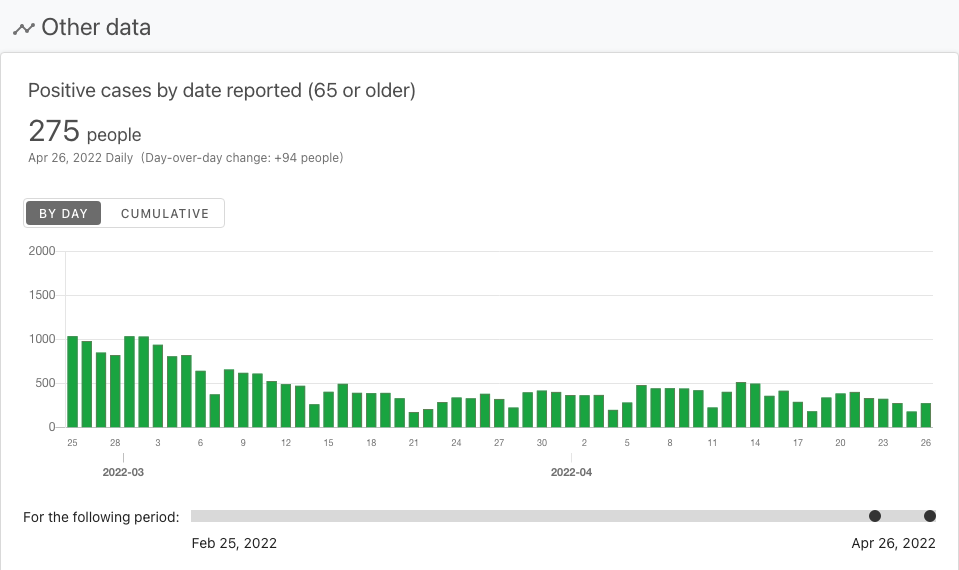 Other data
Positive cases by date reported (65 or older)
275 people
Apr 26, 2022 Daily (Day-over-day change: +94 people)
BY DAY CUMULATIVE
2000
1500
1000
500
0
25 28 3 6 9 12 15 18 21 24 27 30 2 5 8 11 14 17 20 23 26
2022-03 2022-04
For the following period:
Feb 25, 2022 Apr 26, 2022